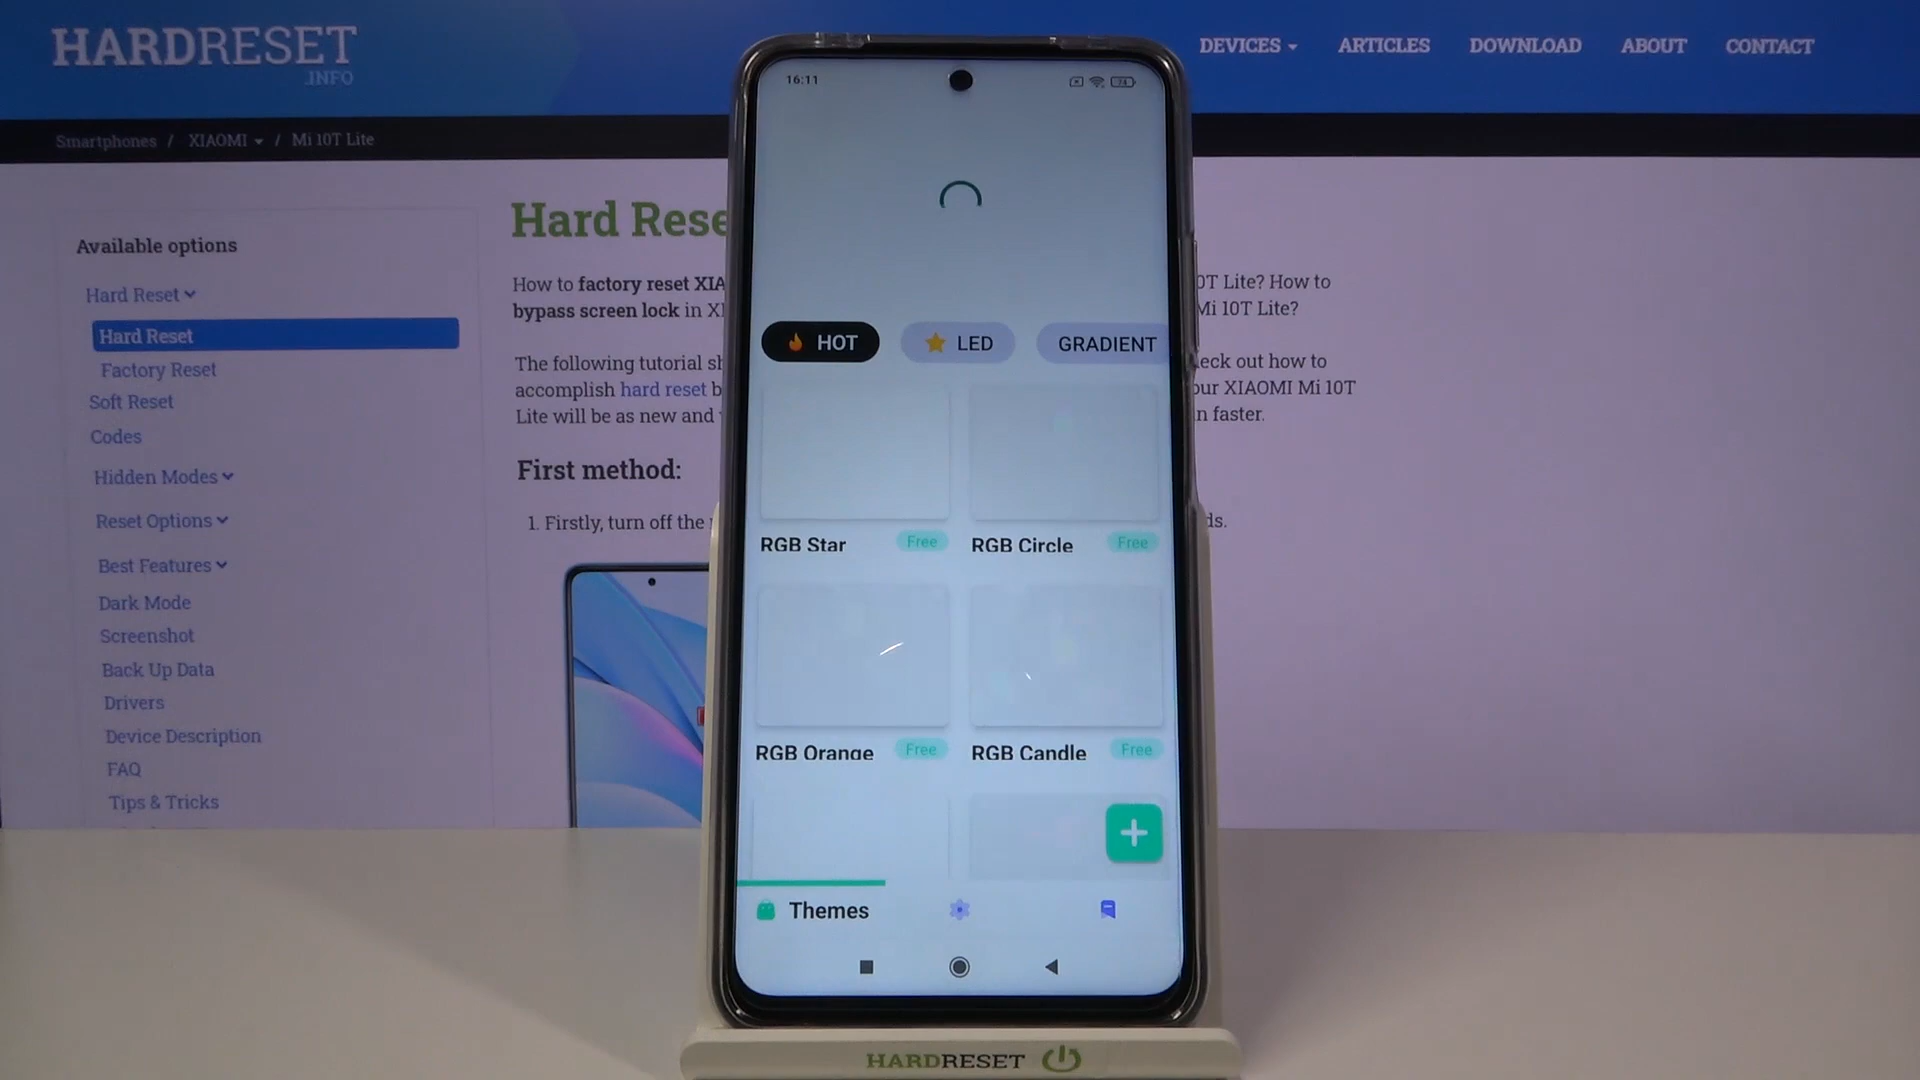 HARDRESET
.INFO
DEVICES
ARTICLES
DOWNLOAD
ABOUT
CONTACT
Smartphones / XIAOMI / Mi 10T Lite
Available options
Hard Reset
Hard Reset
Factory Reset
Soft Reset
Codes
Hidden Modes
Reset Options
Best Features
Dark Mode
Screenshot
Back Up Data
Drivers
Device Description
FAQ
Tips & Tricks
Hard Rese
How to factory reset XIA
bypass screen lock in XI
The following tutorial sh
accomplish hard reset b
Lite will be as new and
First method:
1. Firstly, turn off the
0T Lite? How to
Mi 10T Lite?
eck out how to
our XIAOMI Mi 10T
n faster.
ds.
16:11
74
HOT
LED
GRADIENT
RGB Star
Free
RGB Circle
Free
RGB Orange
Free
RGB Candle
Free
+
Themes
HARDRESET